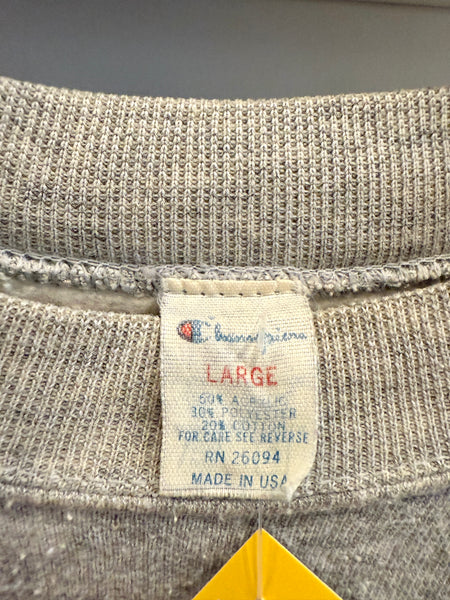 Champion
LARGE
50% ACRYLIC
30% POLYESTER
20% COTTON
FOR CARE SEE REVERSE
RN 26094
MADE IN USA